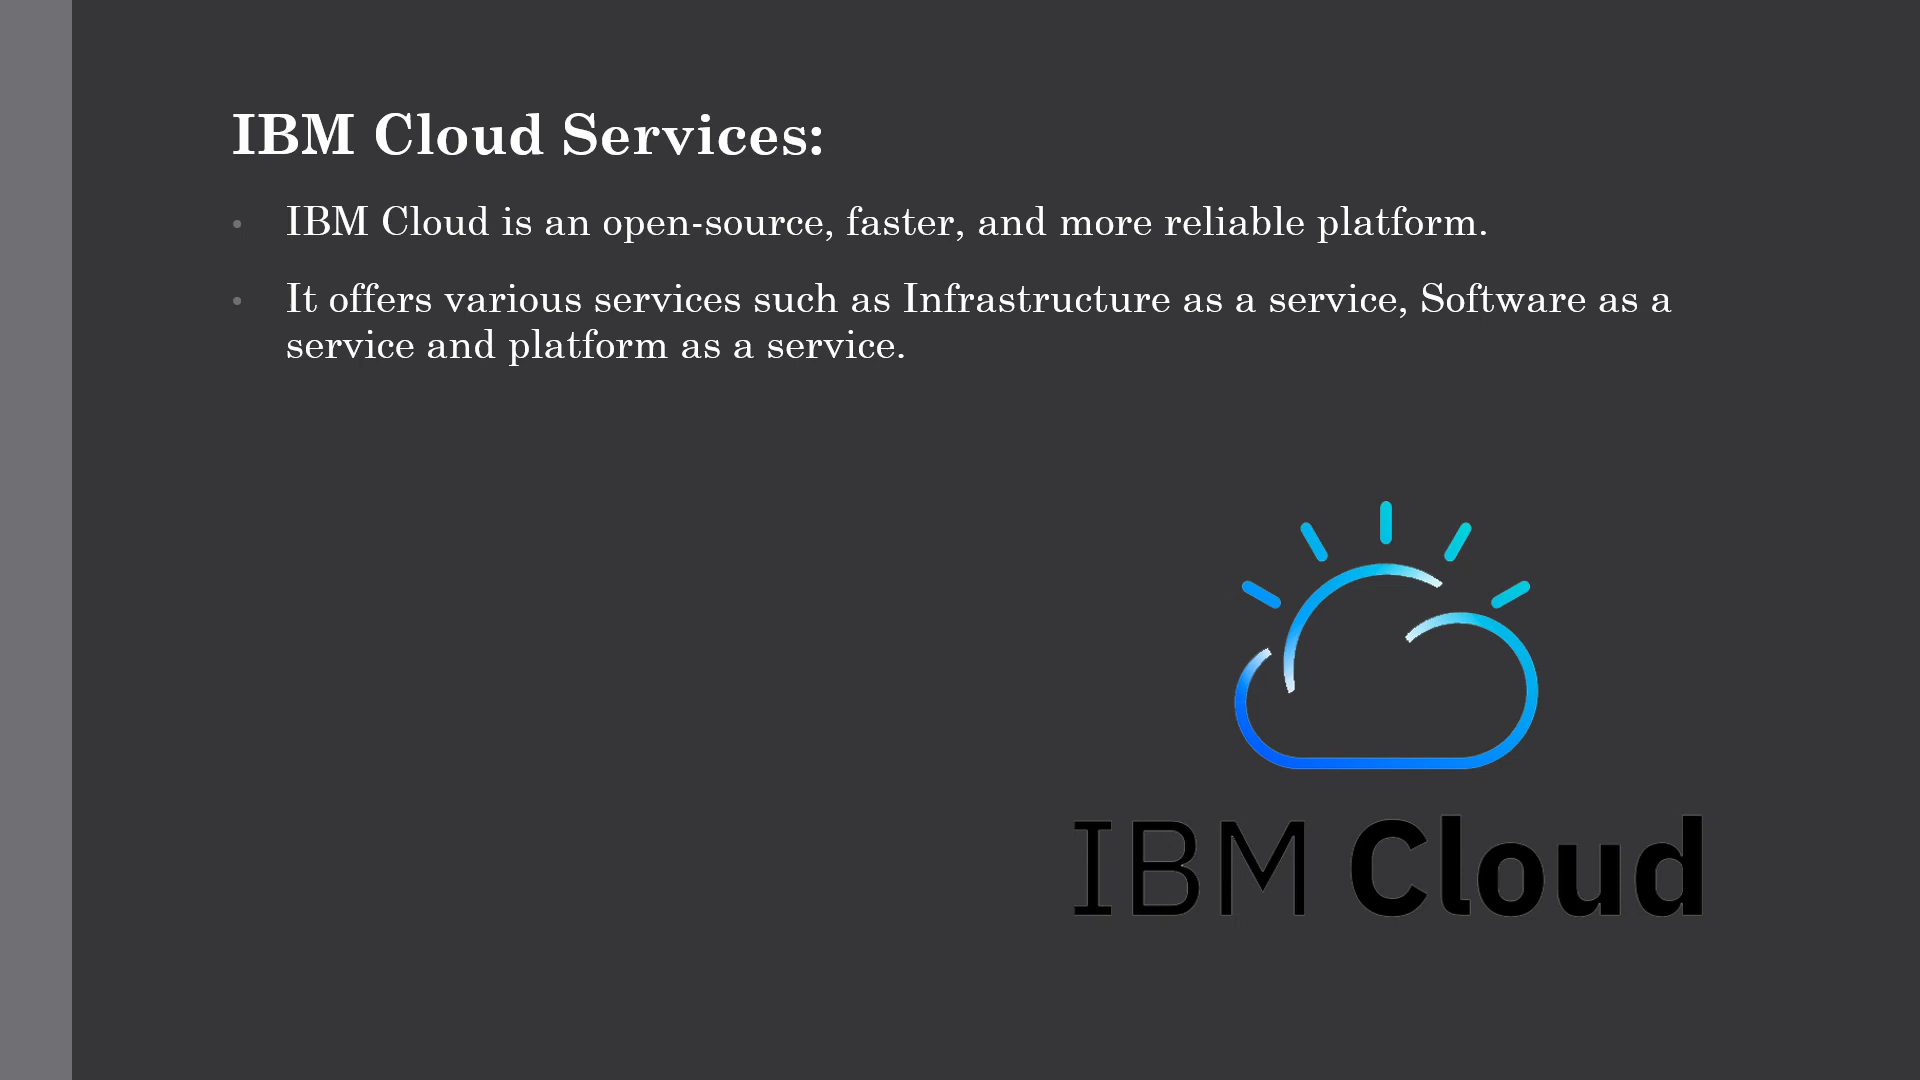 IBM Cloud Services:
• IBM Cloud is an open-source, faster, and more reliable platform.
• It offers various services such as Infrastructure as a service, Software as a
service and platform as a service.
IBM Cloud